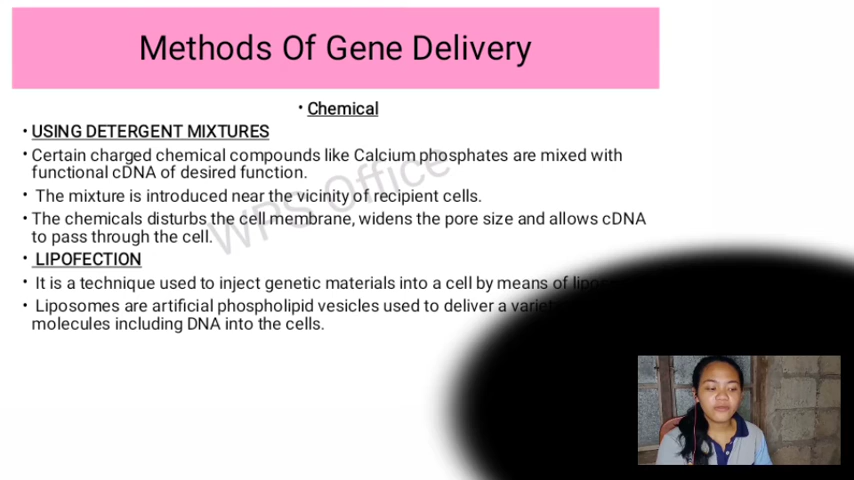 Methods Of Gene Delivery
• Chemical
• USING DETERGENT MIXTURES
• Certain charged chemical compounds like Calcium phosphates are mixed with
functional cDNA of desired function.
• The mixture is introduced near the vicinity of recipient cells.
• The chemicals disturbs the cell membrane, widens the pore size and allows cDNA
to pass through the cell.
• LIPOFECTION
• It is a technique used to inject genetic materials into a cell by means of
• Liposomes are artificial phospholipid vesicles used to deliver a
molecules including DNA into the cells.
WPS Office